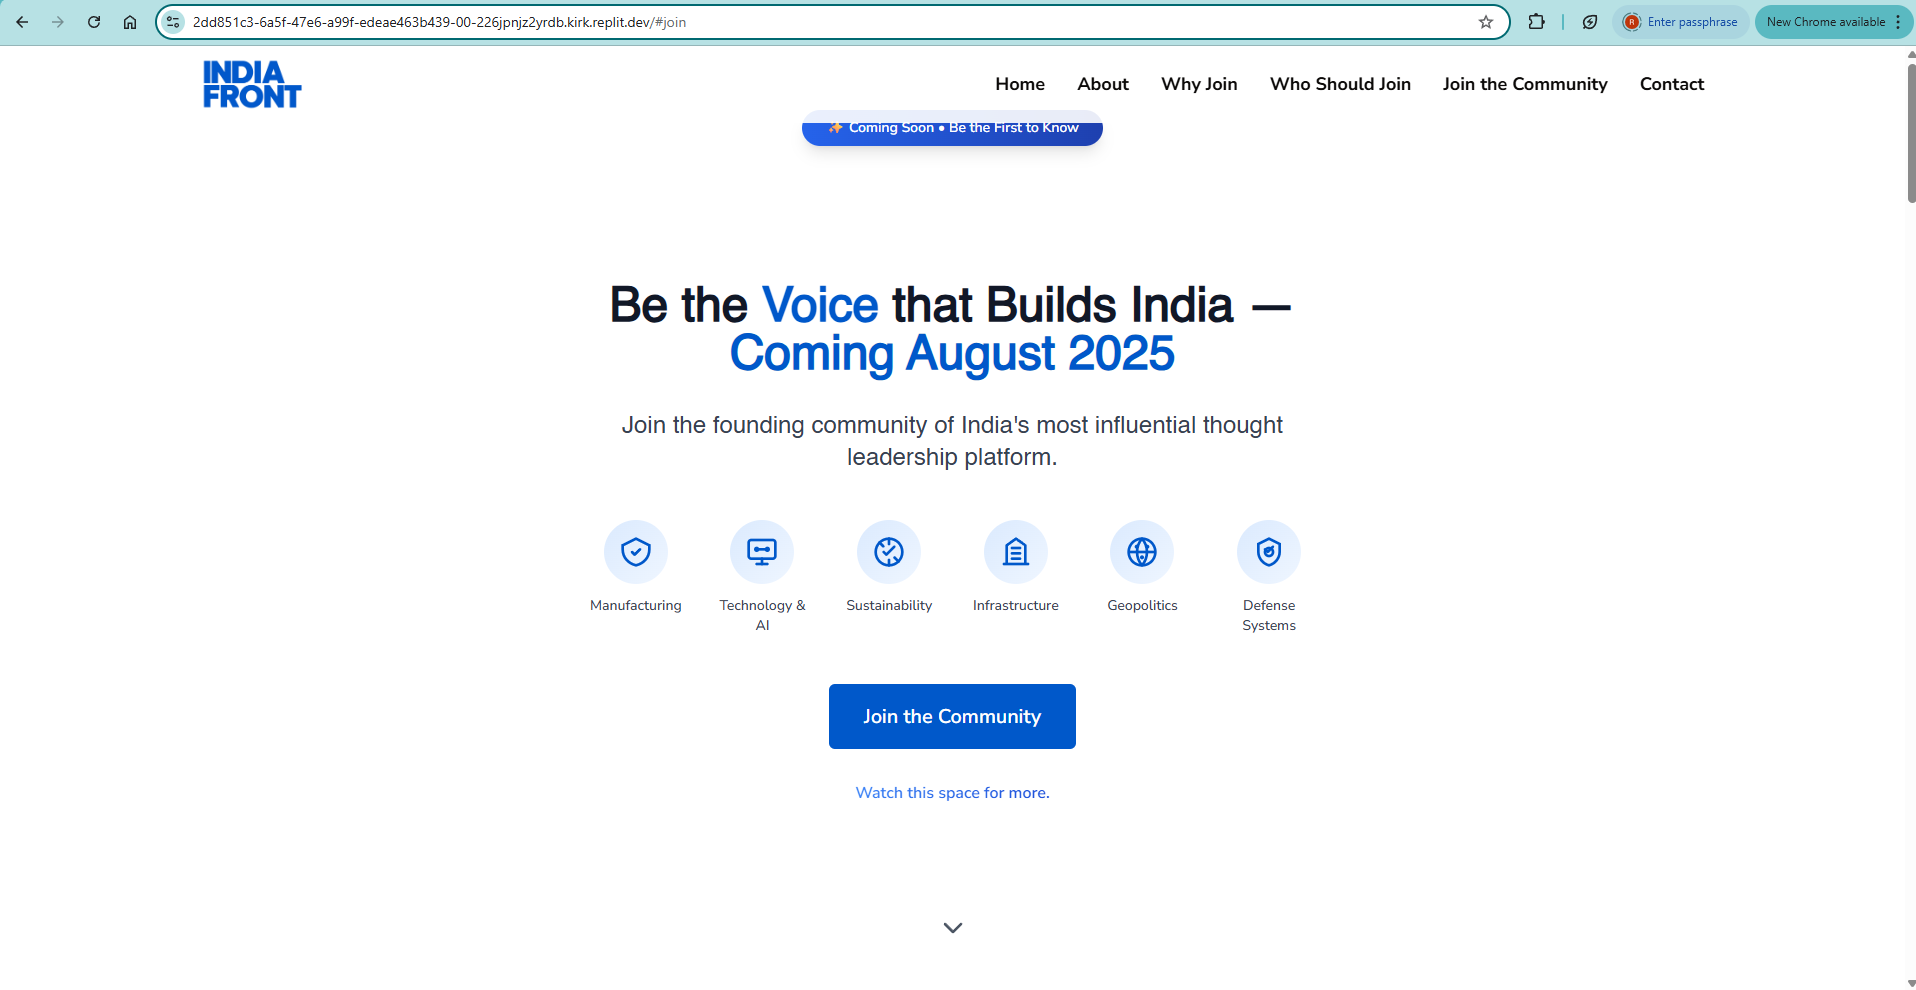 2dd851c3-6a5f-47e6-a99f-edeae463b439-00-226jpnjz2yrdb.kirk.replit.dev/#join
R Enter passphrase
New Chrome available
INDIA
FRONT
Home About Why Join Who Should Join Join the Community Contact
✨ Coming Soon • Be the First to Know
Be the Voice that Builds India —
Coming August 2025
Join the founding community of India's most influential thought
leadership platform.
Manufacturing
Technology &
AI
Sustainability
Infrastructure
Geopolitics
Defense
Systems
Join the Community
Watch this space for more.